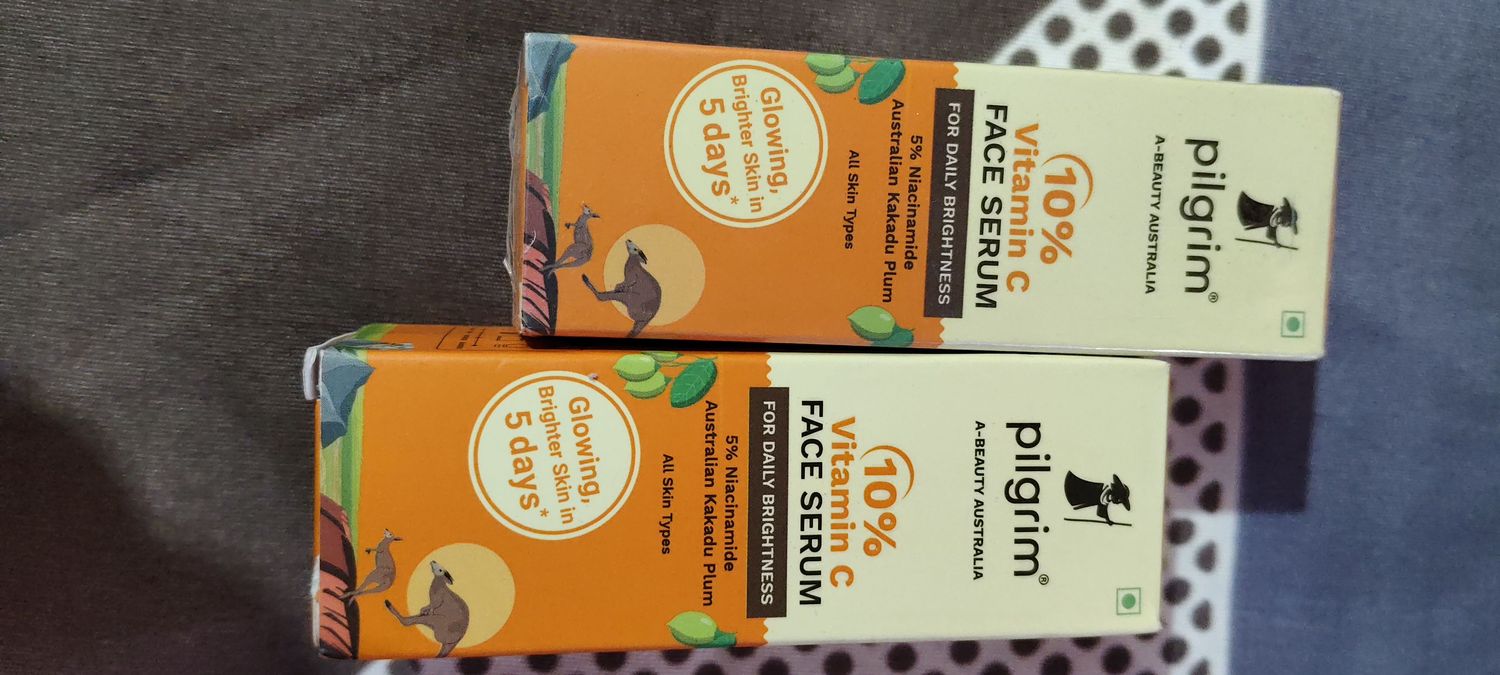 pilgrim®
A-BEAUTY AUSTRALIA
10%
Vitamin C
FACE SERUM
FOR DAILY BRIGHTNESS
5% Niacinamide
Australian Kakadu Plum
All Skin Types
Glowing,
Brighter Skin in
5 days*
pilgrim®
A-BEAUTY AUSTRALIA
10%
Vitamin C
FACE SERUM
FOR DAILY BRIGHTNESS
5% Niacinamide
Australian Kakadu Plum
All Skin Types
Glowing,
Brighter Skin in
5 days*